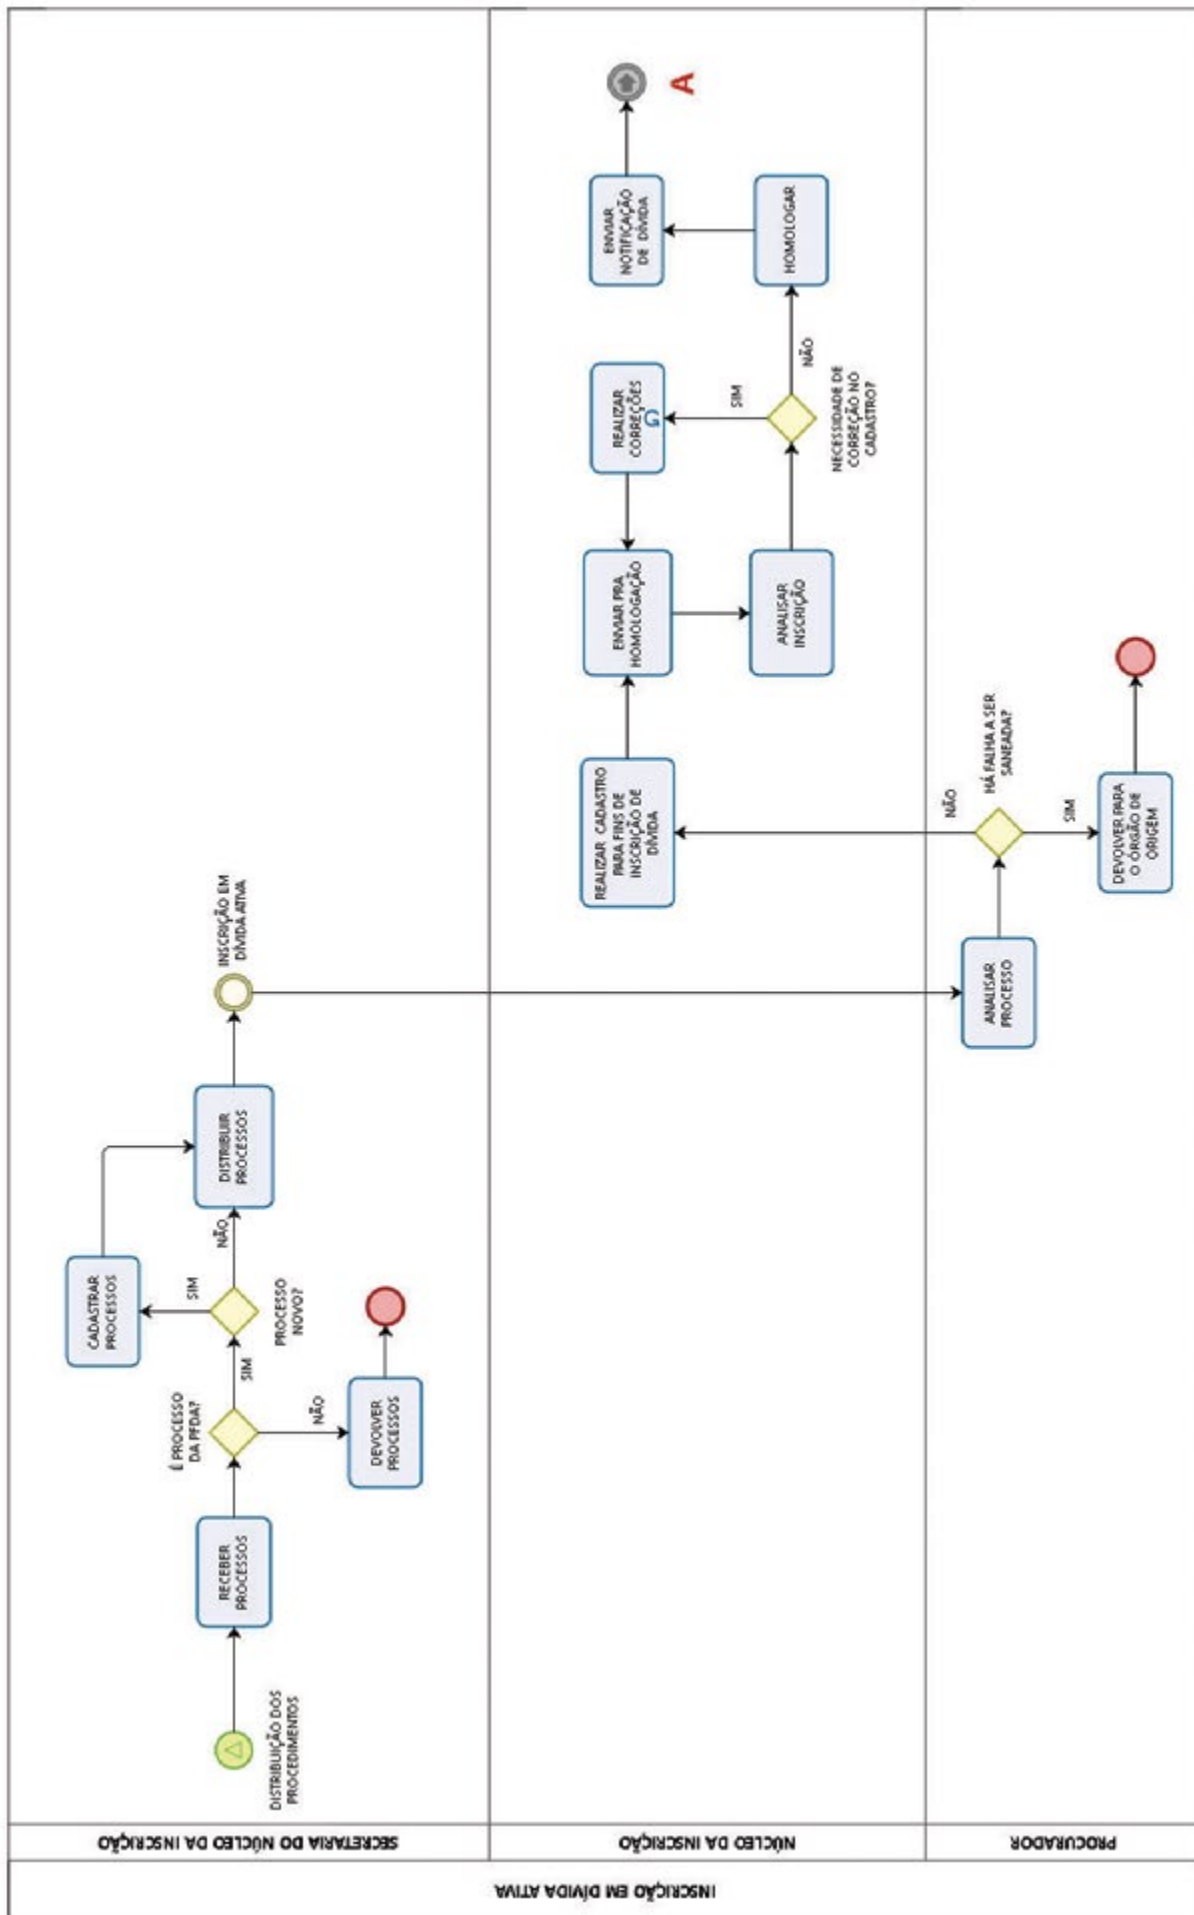 INSCRIÇÃO EM DÍVIDA ATIVA
SECRETARIA DO NÚCLEO DA INSCRIÇÃO
DISTRIBUIÇÃO DOS
PROCEDIMENTOS
RECEBER
PROCESSOS
É PROCESSO
DA PFDA?
NÃO
DEVOLVER
PROCESSOS
SIM
PROCESSO
NOVO?
SIM
CADASTRAR
PROCESSOS
NÃO
DISTRIBUIR
PROCESSOS
INSCRIÇÃO EM
DÍVIDA ATIVA
NÚCLEO DA INSCRIÇÃO
REALIZAR CADASTRO
PARA FINS DE
INSCRIÇÃO DE
DÍVIDA
ENVIAR PRA
HOMOLOGAÇÃO
ANALISAR
INSCRIÇÃO
REALIZAR
CORREÇÕES
SIM
NECESSIDADE DE
CORREÇÃO NO
CADASTRO?
NÃO
HOMOLOGAR
ENVIAR
NOTIFICAÇÃO
DE DÍVIDA
A
PROCURADOR
ANALISAR
PROCESSO
HÁ FALHA A SER
SANEADA?
NÃO
SIM
DEVOLVER PARA
O ÓRGÃO DE
ORIGEM